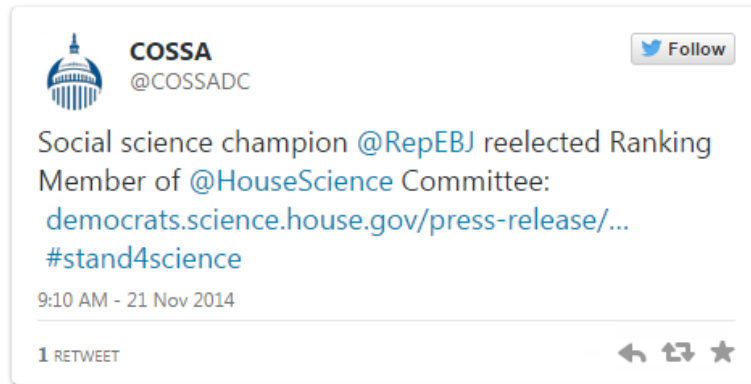 COSSA
@COSSADC
Follow
Social science champion @RepEBJ reelected Ranking
Member of @HouseScience Committee:
democrats.science.house.gov/press-release/...
#stand4science
9:10 AM - 21 Nov 2014
1 RETWEET